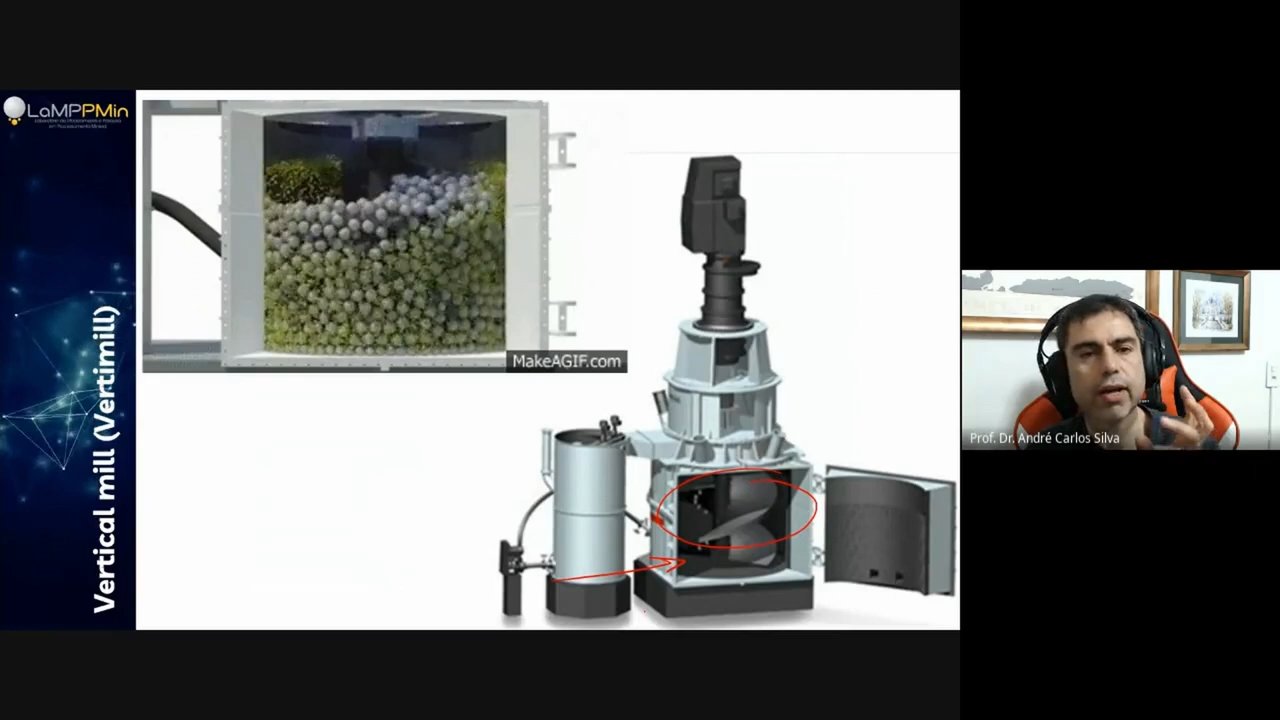 LaMPPMin
Vertical mill (Vertimill)
MakeAGIF.com
Prof. Dr. André Carlos Silva